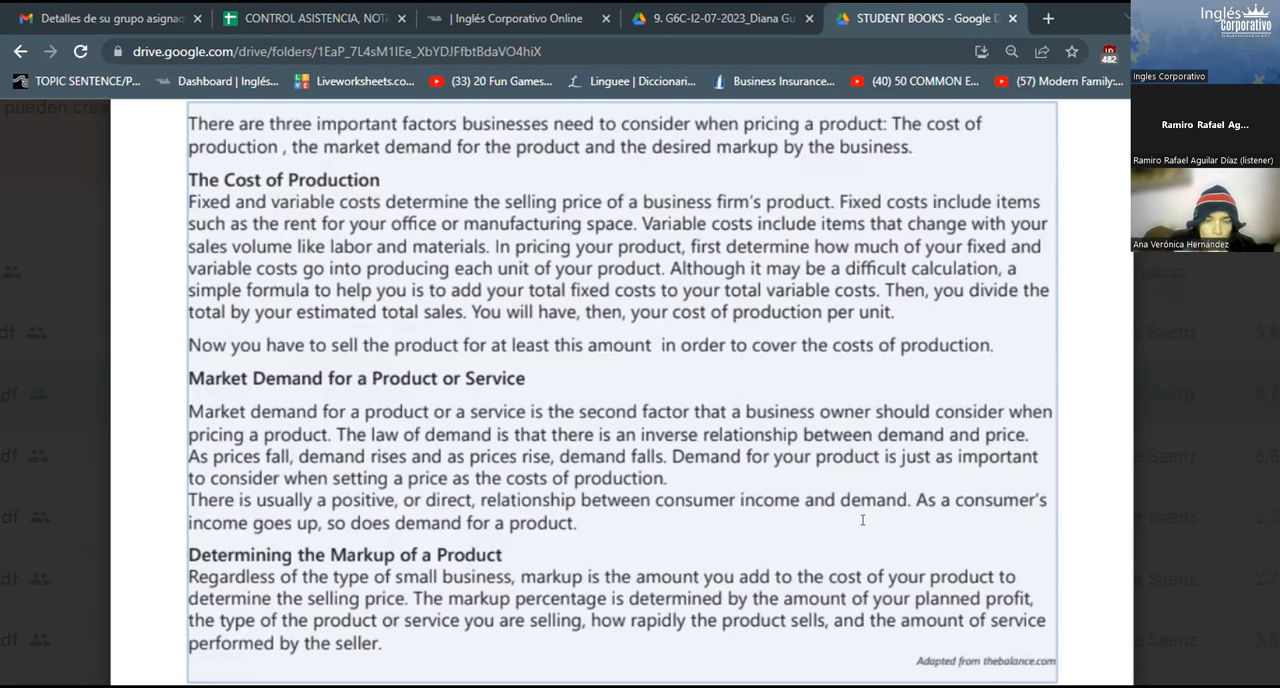 Detalles de su grupo asignad
CONTROL ASISTENCIA, NOT
| Inglés Corporativo Online
9. G6C-I2-07-2023_Diana Gu
STUDENT BOOKS - Google D
drive.google.com/drive/folders/1EaP_7L4sM1IEe_XbYDJFfbtBdaVO4hiX
482
TOPIC SENTENCE/P...
Dashboard | Inglés...
Liveworksheets.co...
(33) 20 Fun Games...
Linguee | Diccionari...
Business Insurance...
(40) 50 COMMON E...
(57) Modern Family:...
Inglés
Corporativo
Ingles Corporativo
Ramiro Rafael Ag...
Ramiro Rafael Aguilar Díaz (listener)
Ana Verónica Hernández
There are three important factors businesses need to consider when pricing a product: The cost of
production , the market demand for the product and the desired markup by the business.
The Cost of Production
Fixed and variable costs determine the selling price of a business firm's product. Fixed costs include items
such as the rent for your office or manufacturing space. Variable costs include items that change with your
sales volume like labor and materials. In pricing your product, first determine how much of your fixed and
variable costs go into producing each unit of your product. Although it may be a difficult calculation, a
simple formula to help you is to add your total fixed costs to your total variable costs. Then, you divide the
total by your estimated total sales. You will have, then, your cost of production per unit.
Now you have to sell the product for at least this amount in order to cover the costs of production.
Market Demand for a Product or Service
Market demand for a product or a service is the second factor that a business owner should consider when
pricing a product. The law of demand is that there is an inverse relationship between demand and price.
As prices fall, demand rises and as prices rise, demand falls. Demand for your product is just as important
to consider when setting a price as the costs of production.
There is usually a positive, or direct, relationship between consumer income and demand. As a consumer's
income goes up, so does demand for a product.
Determining the Markup of a Product
Regardless of the type of small business, markup is the amount you add to the cost of your product to
determine the selling price. The markup percentage is determined by the amount of your planned profit,
the type of the product or service you are selling, how rapidly the product sells, and the amount of service
performed by the seller.
Adapted from thebalance.com